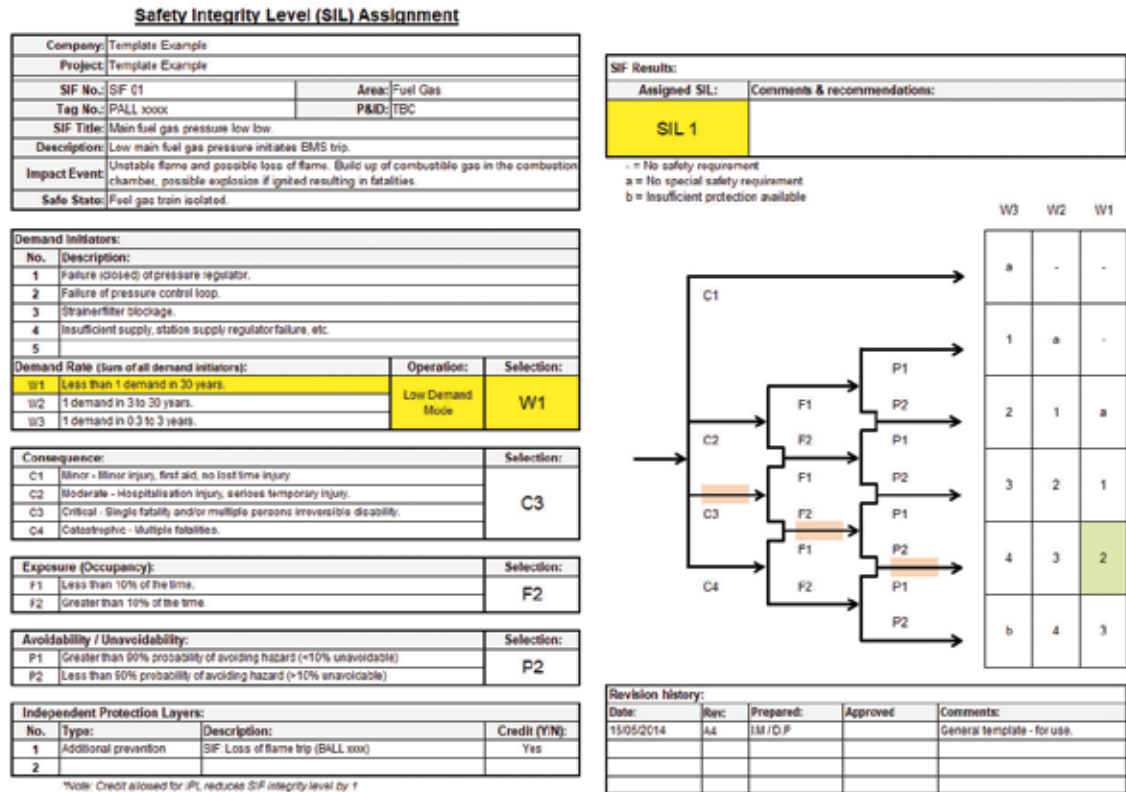 Safety Integrity Level (SIL) Assignment
Company: Template Example
Project: Template Example
SIF No.: SIF 01 Area: Fuel Gas
Tag No.: PALL xxxx P&ID: TBC
SIF Title: Main fuel gas pressure low low.
Description: Low main fuel gas pressure initiates BMS trip.
Impact Event: Unstable flame and possible loss of flame. Build up of combustible gas in the combustion
chamber, possible explosion if ignited resulting in fatalities.
Safe State: Fuel gas train isolated.
Demand Initiators:
No. Description:
1 Failure (closed) of pressure regulator.
2 Failure of pressure control loop.
3 Strainer/filter blockage.
4 Insufficient supply, station supply regulator failure, etc.
5
Demand Rate (Sum of all demand initiators): Operation: Selection:
W1 Less than 1 demand in 30 years.
W2 1 demand in 3 to 30 years.
W3 1 demand in 0.3 to 3 years.
Low Demand
Mode
W1
Consequence: Selection:
C1 Minor - Minor injury, first aid, no lost time injury
C2 Moderate - Hospitalisation injury, serious temporary injury.
C3 Critical - Single fatality and/or multiple persons irreversible disability.
C4 Catastrophic - Multiple fatalities.
C3
Exposure (Occupancy): Selection:
F1 Less than 10% of the time.
F2 Greater than 10% of the time.
F2
Avoidability / Unavoidability: Selection:
P1 Greater than 90% probability of avoiding hazard (<10% unavoidable)
P2 Less than 90% probability of avoiding hazard (>10% unavoidable)
P2
Independent Protection Layers:
No. Type: Description: Credit (Y/N):
1 Additional prevention SIF: Loss of flame trip (BALL xxxx) Yes
2
*Note: Credit allowed for IPL reduces SIF integrity level by 1
SIF Results:
Assigned SIL: Comments & recommendations:
SIL 1
- = No safety requirement
a = No special safety requirement
b = Insufficient protection available
W3 W2 W1
C1
a - -
P1
1 a -
F1 P2
2 1 a
C2 F2 P1
F1 P2
3 2 1
C3 F2 P1
F1 P2
4 3 2
C4 F2 P1
P2
b 4 3
Revision history:
Date: Rev: Prepared: Approved Comments:
15/05/2014 A4 I.M / D.P General template - for use.